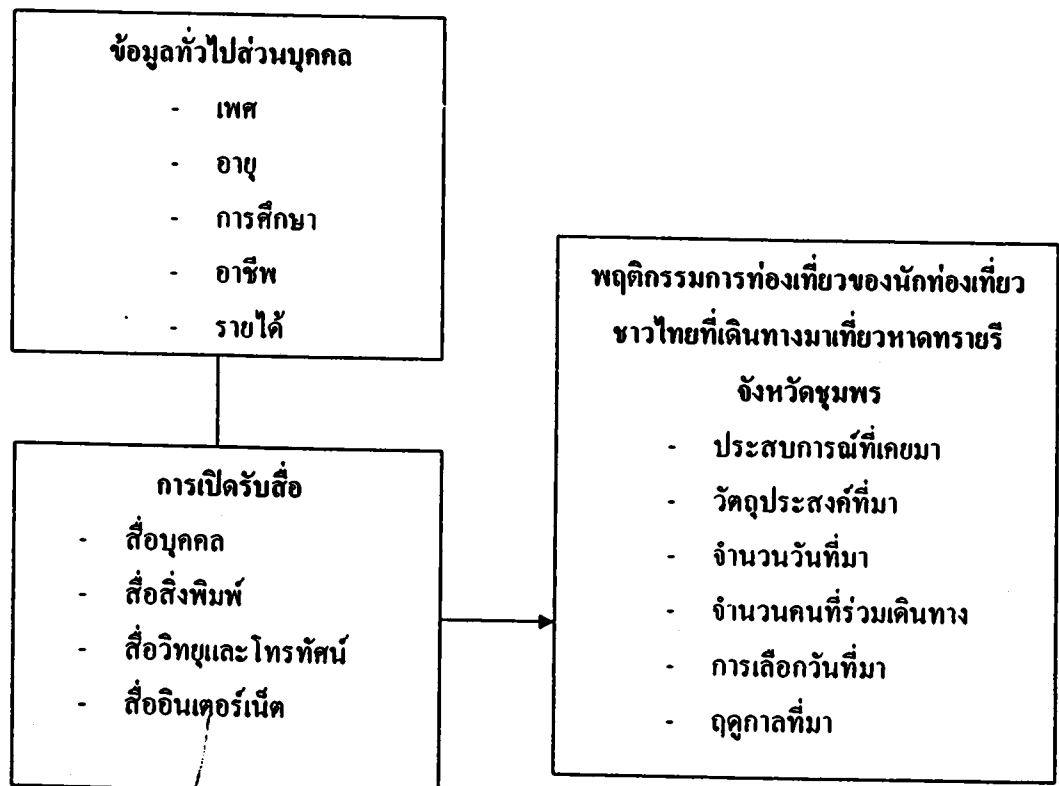 ข้อมูลทั่วไปส่วนบุคคล
- เพศ
- อายุ
- การศึกษา
- อาชีพ
- รายได้
การเปิดรับสื่อ
- สื่อบุคคล
- สื่อสิ่งพิมพ์
- สื่อวิทยุและโทรทัศน์
- สื่ออินเตอร์เน็ต
พฤติกรรมการท่องเที่ยวของนักท่องเที่ยว
ชาวไทยที่เดินทางมาเที่ยวหาดทรายรี
จังหวัดชุมพร
- ประสบการณ์ที่เคยมา
- วัตถุประสงค์ที่มา
- จำนวนวันที่มา
- จำนวนคนที่ร่วมเดินทาง
- การเลือกวันที่มา
- ฤดูกาลที่มา